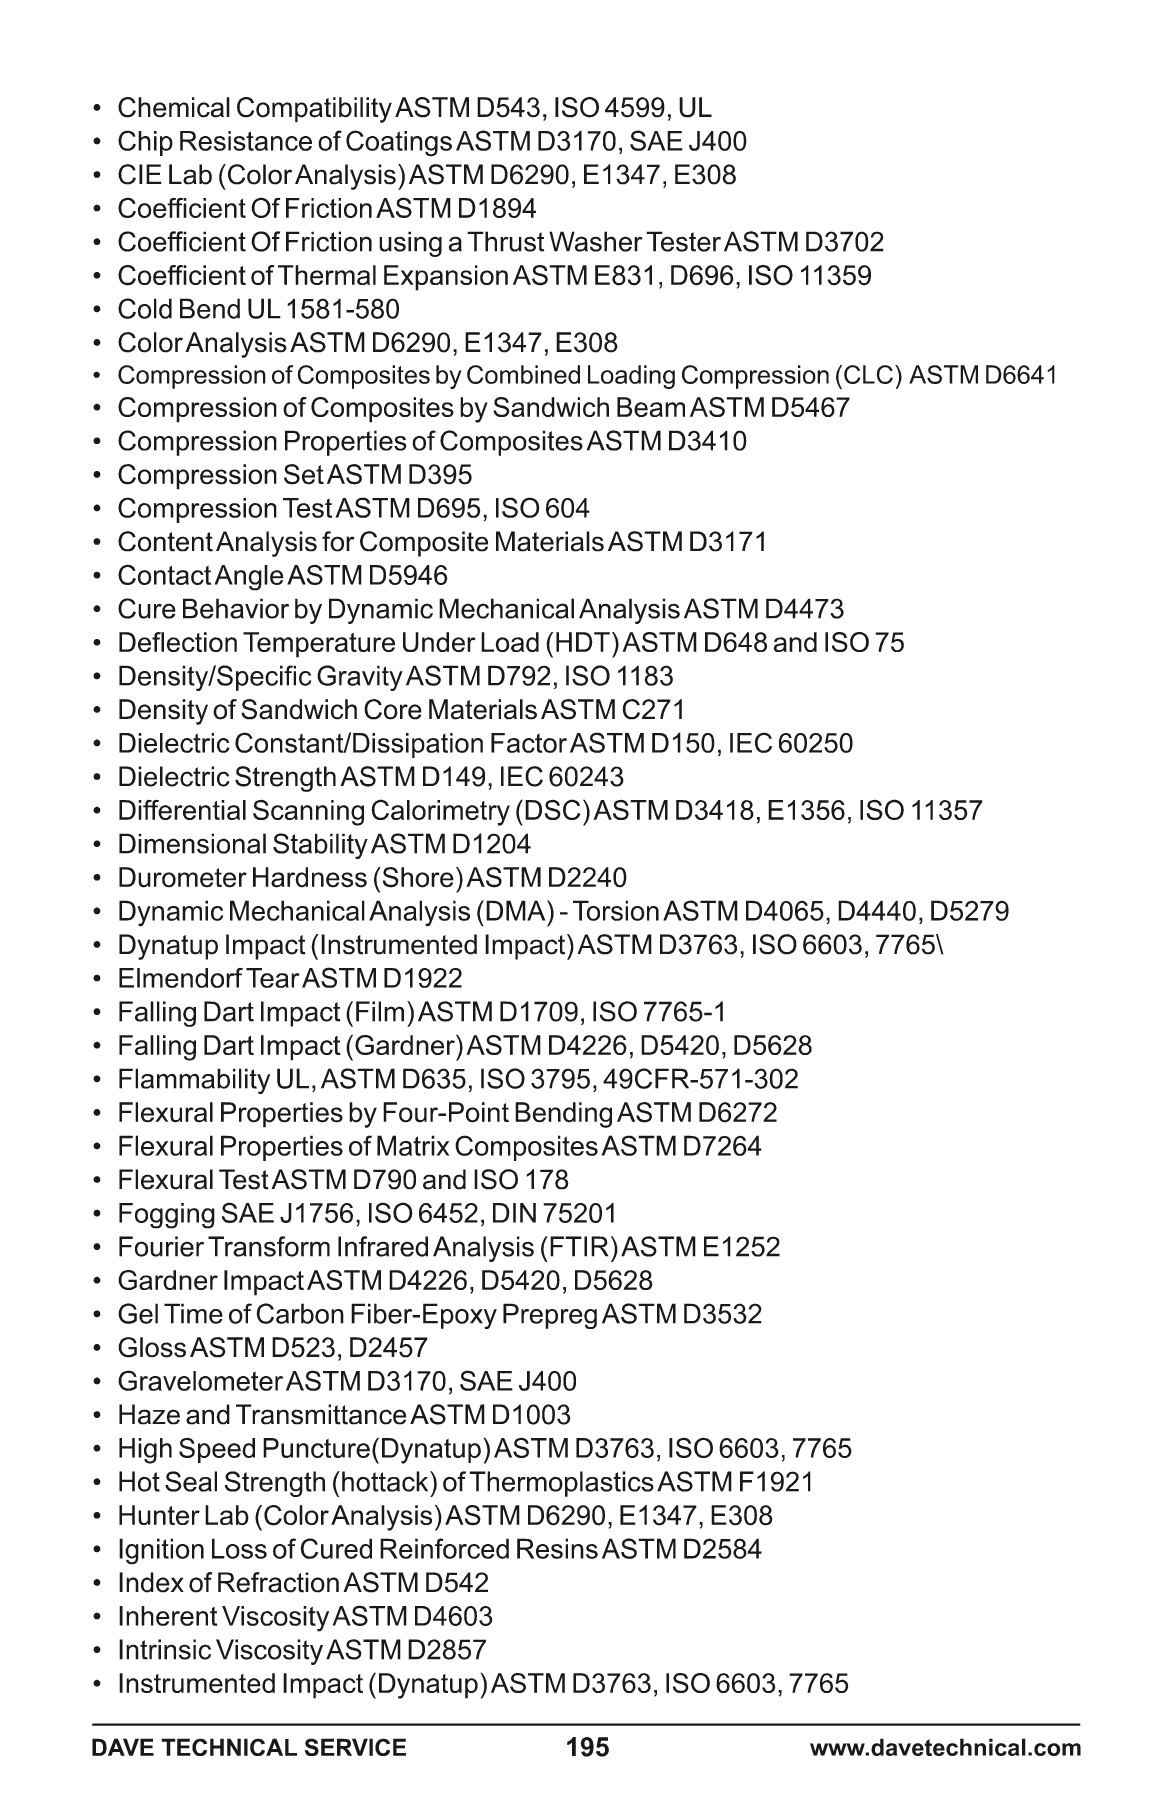 • Chemical Compatibility ASTM D543, ISO 4599, UL
• Chip Resistance of Coatings ASTM D3170, SAE J400
• CIE Lab (Color Analysis) ASTM D6290, E1347, E308
• Coefficient Of Friction ASTM D1894
• Coefficient Of Friction using a Thrust Washer Tester ASTM D3702
• Coefficient of Thermal Expansion ASTM E831, D696, ISO 11359
• Cold Bend UL 1581-580
• Color Analysis ASTM D6290, E1347, E308
• Compression of Composites by Combined Loading Compression (CLC) ASTM D6641
• Compression of Composites by Sandwich Beam ASTM D5467
• Compression Properties of Composites ASTM D3410
• Compression Set ASTM D395
• Compression Test ASTM D695, ISO 604
• Content Analysis for Composite Materials ASTM D3171
• Contact Angle ASTM D5946
• Cure Behavior by Dynamic Mechanical Analysis ASTM D4473
• Deflection Temperature Under Load (HDT) ASTM D648 and ISO 75
• Density/Specific Gravity ASTM D792, ISO 1183
• Density of Sandwich Core Materials ASTM C271
• Dielectric Constant/Dissipation Factor ASTM D150, IEC 60250
• Dielectric Strength ASTM D149, IEC 60243
• Differential Scanning Calorimetry (DSC) ASTM D3418, E1356, ISO 11357
• Dimensional Stability ASTM D1204
• Durometer Hardness (Shore) ASTM D2240
• Dynamic Mechanical Analysis (DMA) - Torsion ASTM D4065, D4440, D5279
• Dynatup Impact (Instrumented Impact) ASTM D3763, ISO 6603, 7765\
• Elmendorf Tear ASTM D1922
• Falling Dart Impact (Film) ASTM D1709, ISO 7765-1
• Falling Dart Impact (Gardner) ASTM D4226, D5420, D5628
• Flammability UL, ASTM D635, ISO 3795, 49CFR-571-302
• Flexural Properties by Four-Point Bending ASTM D6272
• Flexural Properties of Matrix Composites ASTM D7264
• Flexural Test ASTM D790 and ISO 178
• Fogging SAE J1756, ISO 6452, DIN 75201
• Fourier Transform Infrared Analysis (FTIR) ASTM E1252
• Gardner Impact ASTM D4226, D5420, D5628
• Gel Time of Carbon Fiber-Epoxy Prepreg ASTM D3532
• Gloss ASTM D523, D2457
• Gravelometer ASTM D3170, SAE J400
• Haze and Transmittance ASTM D1003
• High Speed Puncture(Dynatup) ASTM D3763, ISO 6603, 7765
• Hot Seal Strength (hottack) of Thermoplastics ASTM F1921
• Hunter Lab (Color Analysis) ASTM D6290, E1347, E308
• Ignition Loss of Cured Reinforced Resins ASTM D2584
• Index of Refraction ASTM D542
• Inherent Viscosity ASTM D4603
• Intrinsic Viscosity ASTM D2857
• Instrumented Impact (Dynatup) ASTM D3763, ISO 6603, 7765
DAVE TECHNICAL SERVICE 195 www.davetechnical.com